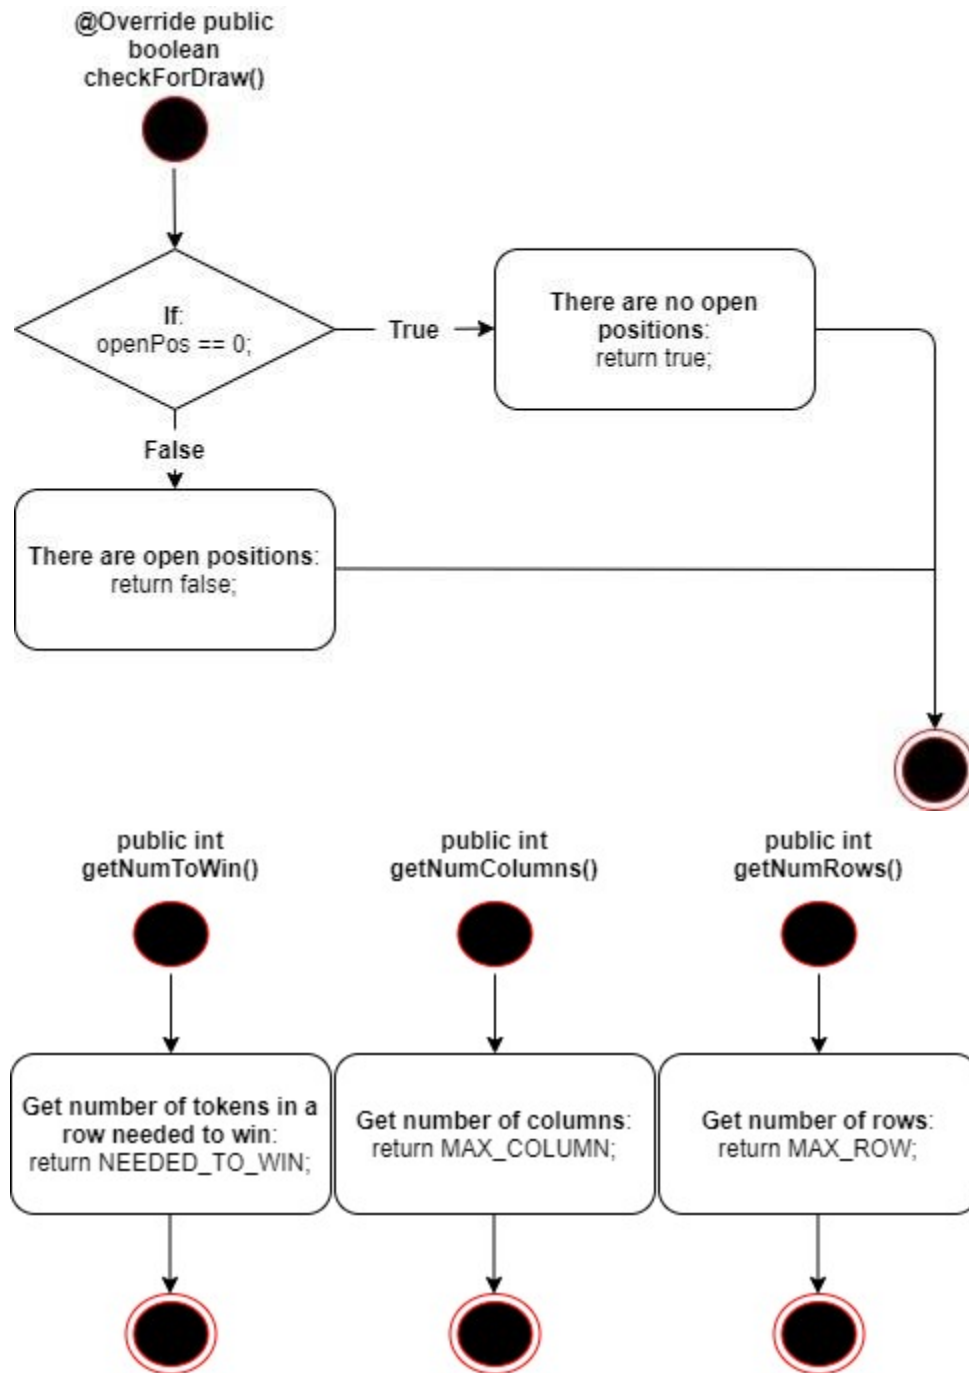 @Override public
boolean
checkForDraw()
If:
openPos == 0;
True
There are no open
positions:
return true;
False
There are open positions:
return false;
public int
getNumToWin()
public int
getNumColumns()
public int
getNumRows()
Get number of tokens in a
row needed to win:
return NEEDED_TO_WIN;
Get number of columns:
return MAX_COLUMN;
Get number of rows:
return MAX_ROW;